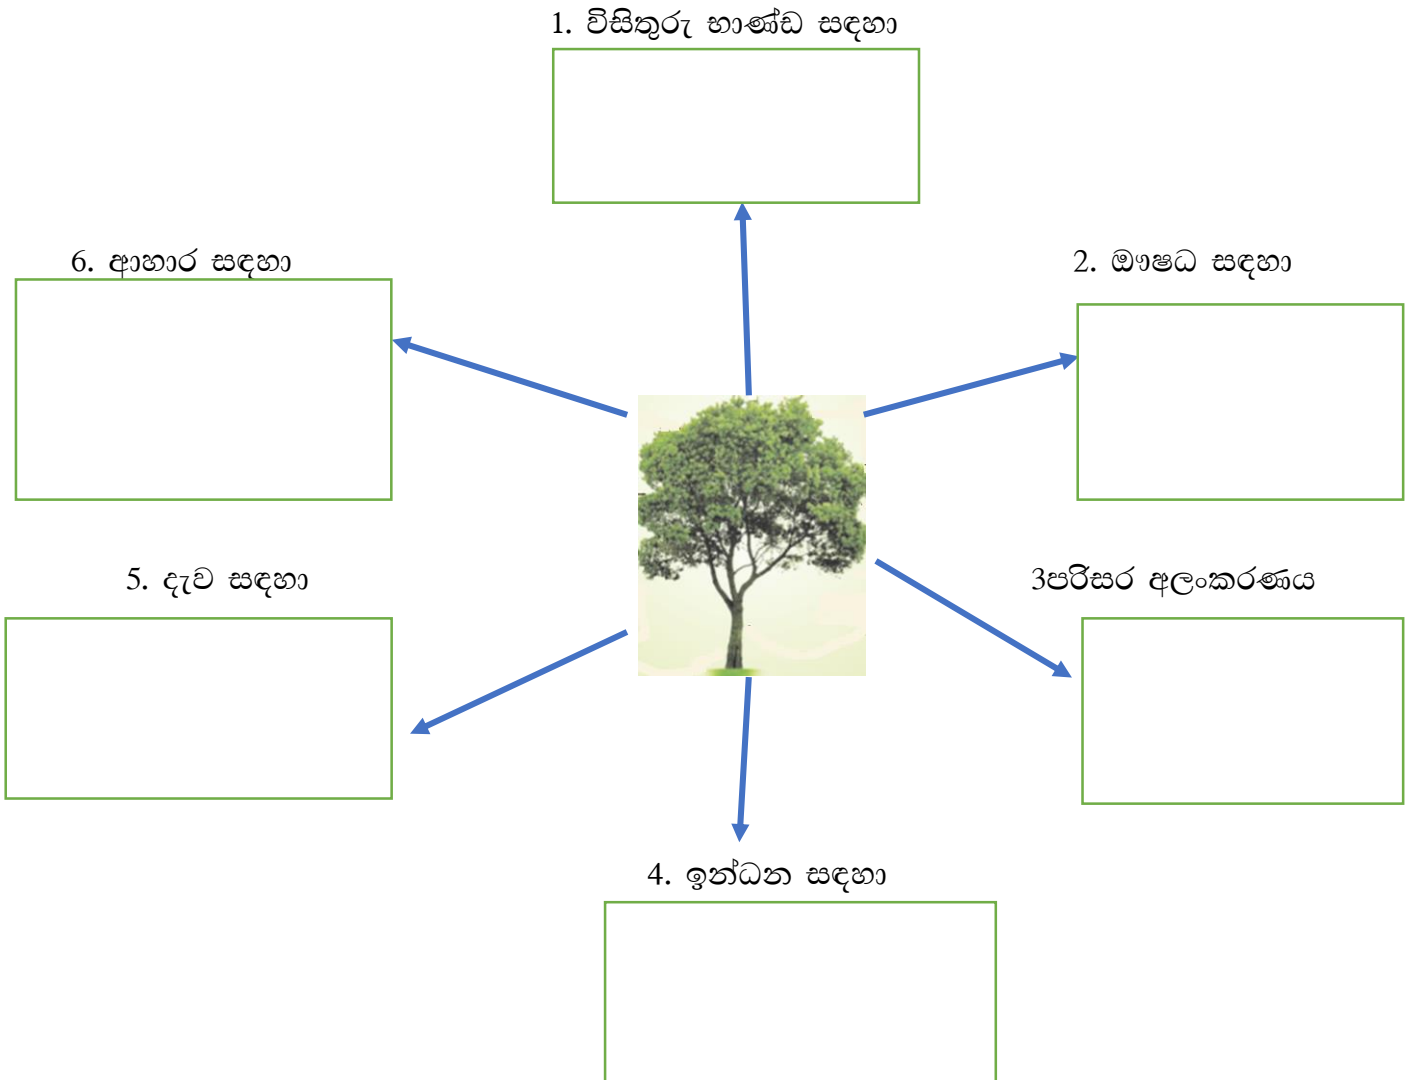 1. විසිතුරු භාණ්ඩ සඳහා
6. ආහාර සඳහා
2. ඖෂධ සඳහා
5. දැව සඳහා
3පරිසර අලංකරණය
4. ඉන්ධන සඳහා